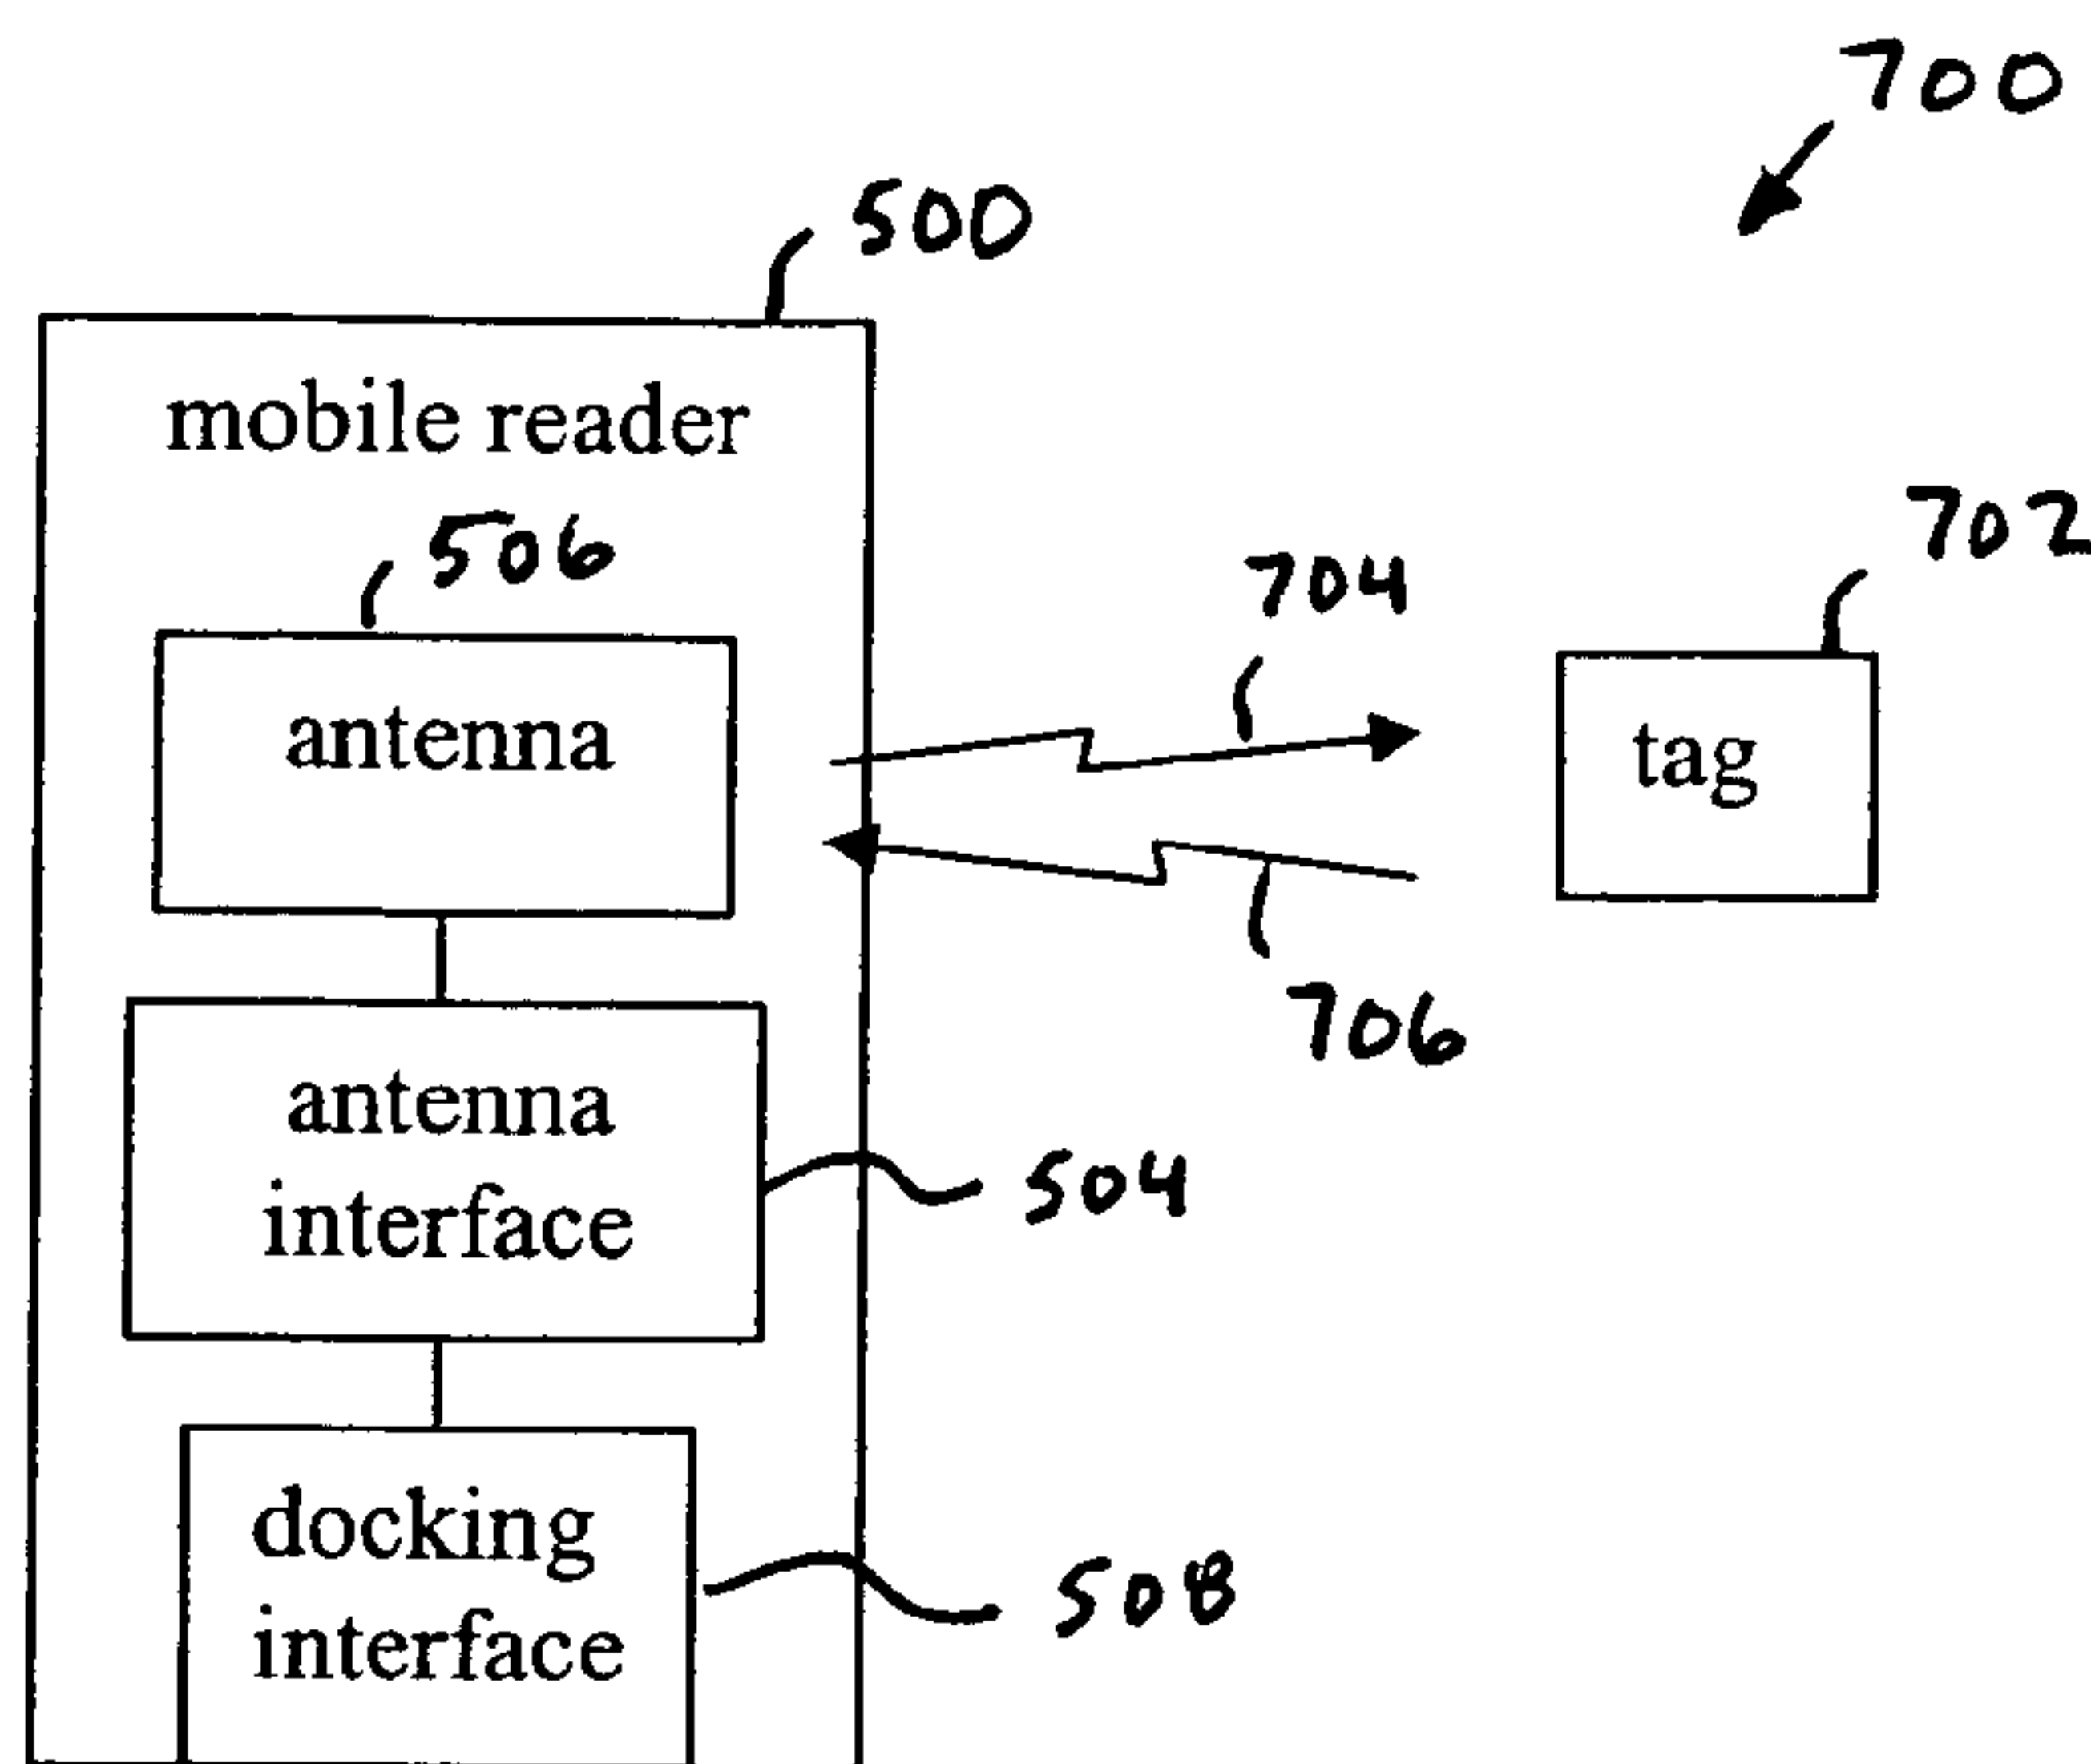 700
500
mobile reader
506
702
704
antenna
tag
706
antenna
interface
504
docking
interface
508